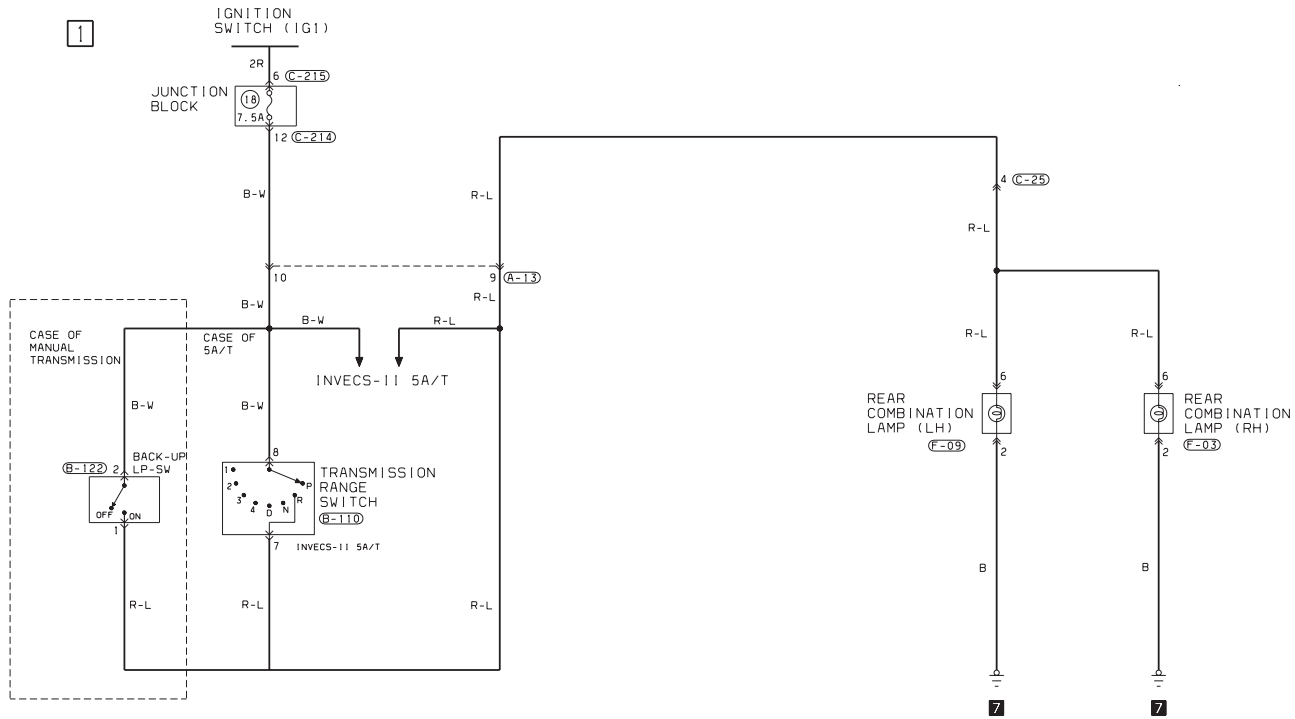 1
IGNITION
SWITCH (IG1)
2R
6 C-215
JUNCTION
BLOCK
18
7.5A
12 C-214
B-W
R-L
4 C-25
R-L
10
9 A-13
B-W
R-L
B-W
R-L
CASE OF
MANUAL
TRANSMISSION
CASE OF
5A/T
INVECS-II 5A/T
R-L
R-L
B-W
B-W
6
6
REAR
COMBINATION
LAMP (LH)
F-09
2
REAR
COMBINATION
LAMP (RH)
F-03
2
BACK-UP
LP-SW
B-122 2
OFF ON
1
8
1
2
3
4
D
N
R
P
TRANSMISSION
RANGE
SWITCH
B-110
7
INVECS-II 5A/T
B
B
R-L
R-L
R-L
7
7